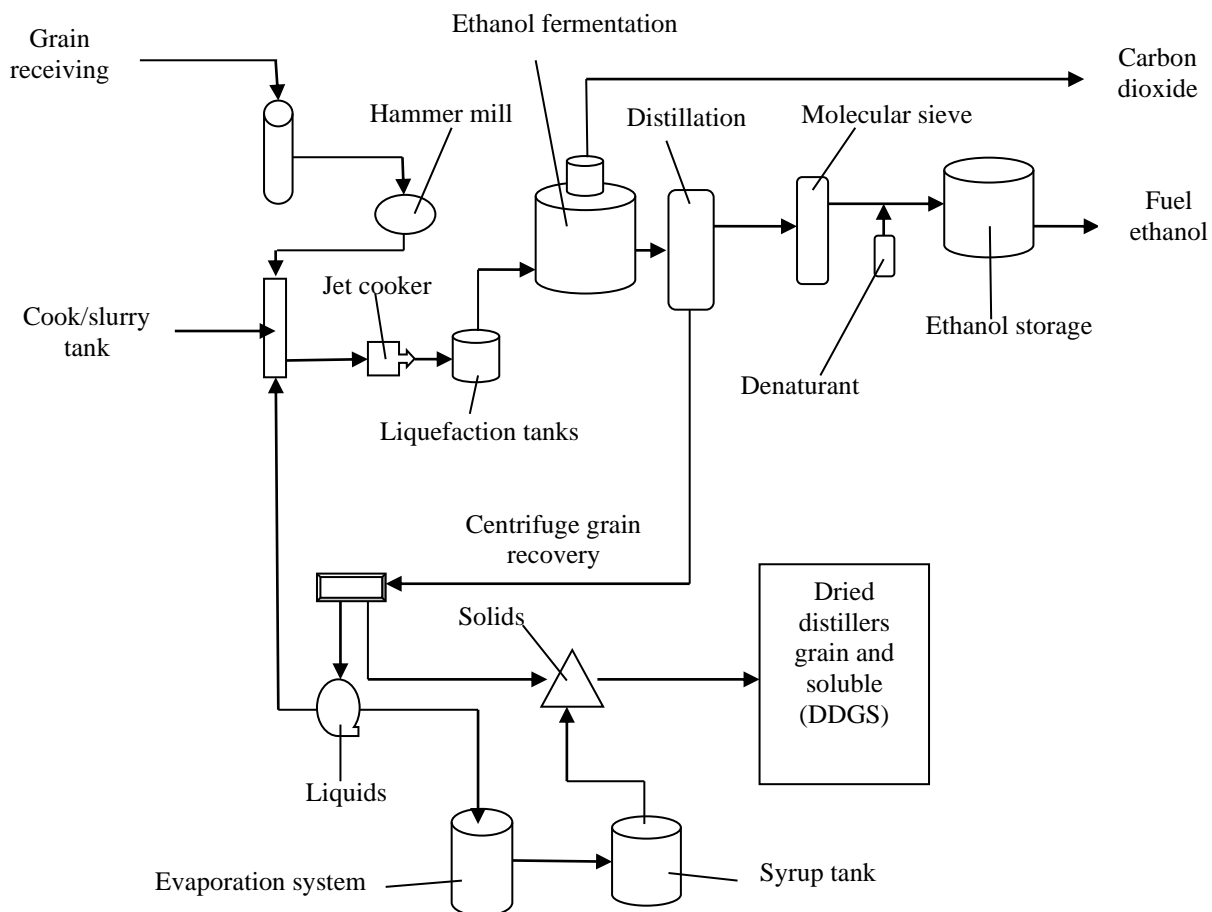 Ethanol fermentation
Grain
receiving
Carbon
dioxide
Hammer mill
Distillation
Molecular sieve
Fuel
ethanol
Jet cooker
Cook/slurry
tank
Ethanol storage
Denaturant
Liquefaction tanks
Centrifuge grain
recovery
Solids
Dried
distillers
grain and
soluble
(DDGS)
Liquids
Evaporation system
Syrup tank